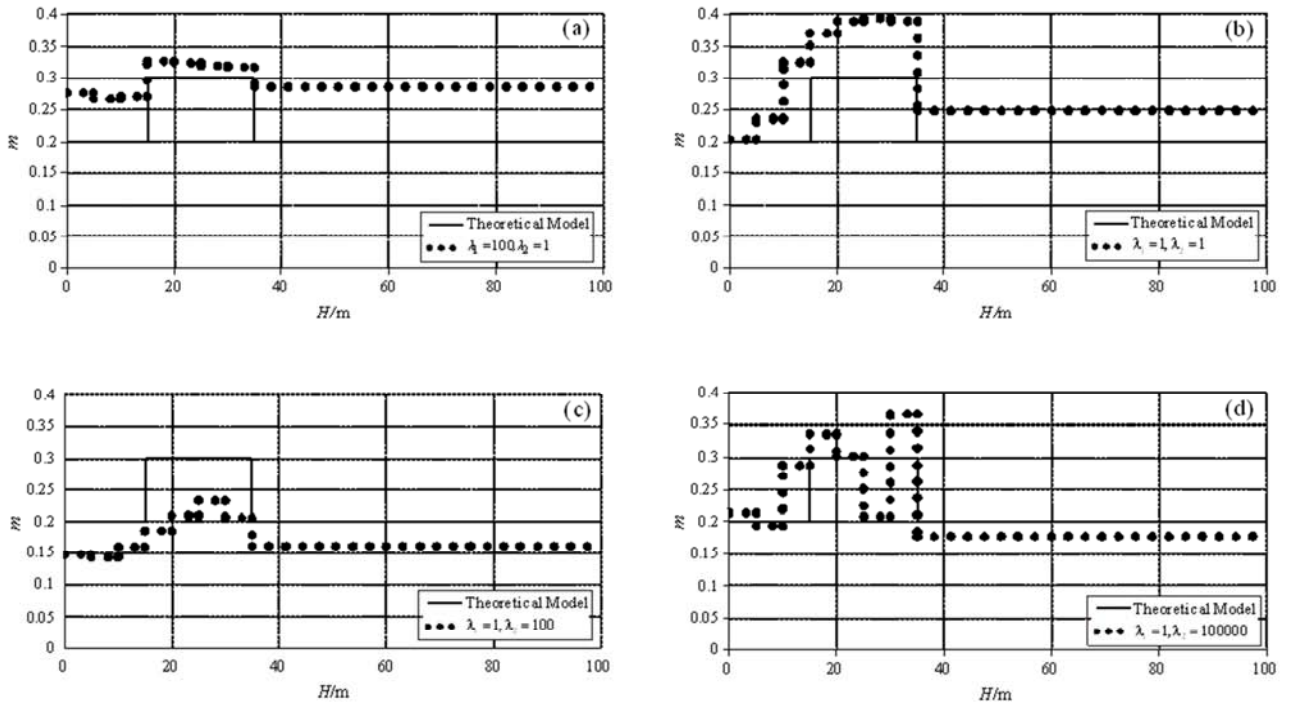 0.4
0.35
0.3
0.25
0.2
0.15
0.1
0.05
0
m
(a)
Theoretical Model
λ₁ =100,λ₂ =1
0 20 40 60 80 100
H/m
0.4
0.35
0.3
0.25
0.2
0.15
0.1
0.05
0
m
(b)
Theoretical Model
λ₁ =1, λ₂ =1
0 20 40 60 80 100
H/m
0.4
0.35
0.3
0.25
0.2
0.15
0.1
0.05
0
m
(c)
Theoretical Model
λ₁ =1, λ₂ =100
0 20 40 60 80 100
H/m
0.4
0.35
0.3
0.25
0.2
0.15
0.1
0.05
0
m
(d)
Theoretical Model
λ₁ =1, λ₂ =100000
0 20 40 60 80 100
H/m